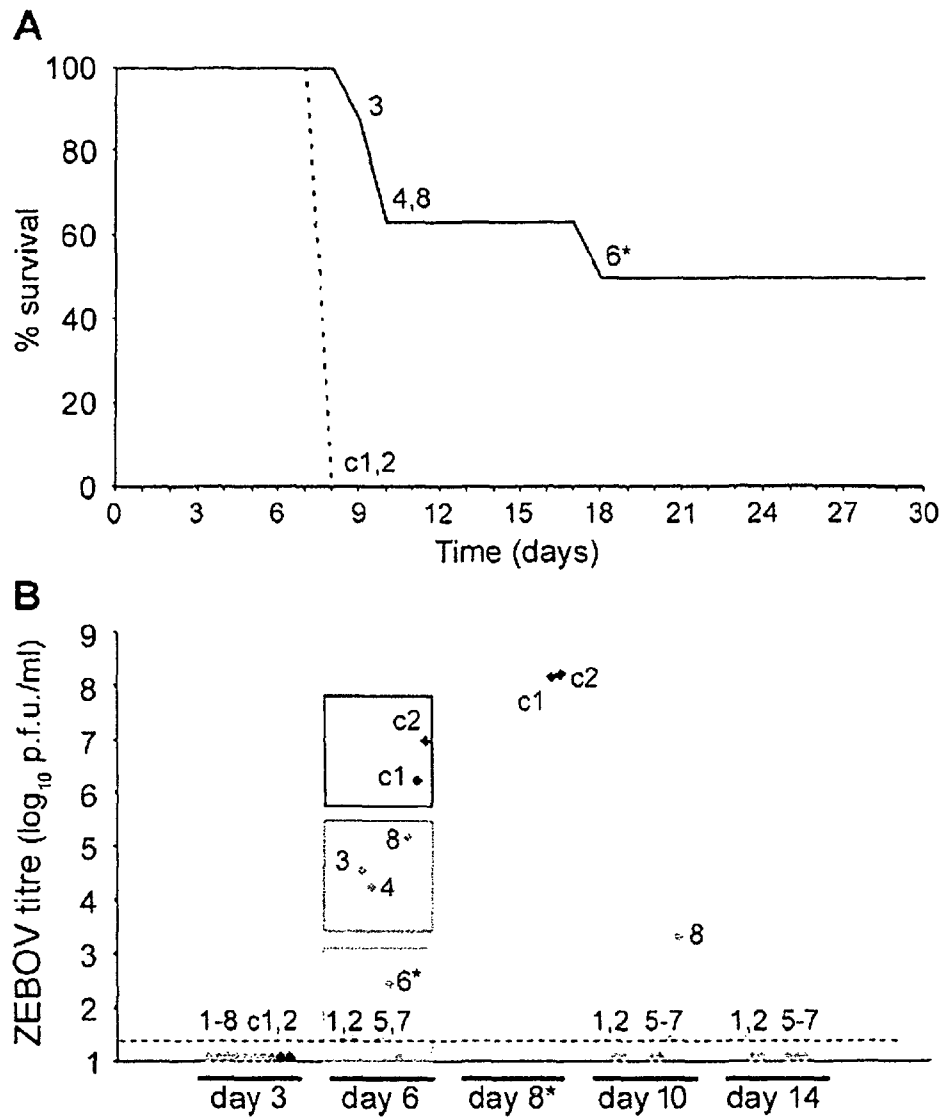 A
100
80
60
40
20
0
% survival
3
4,8
6*
c1,2
0 3 6 9 12 15 18 21 24 27 30
Time (days)
B
9
8
7
6
5
4
3
2
1
ZEBOV titre (log10 p.f.u./ml)
c1 c2
c2
c1
8
3
4
8
6*
1-8 c1,2 1,2 5,7 1,2 5-7 1,2 5-7
day 3 day 6 day 8* day 10 day 14